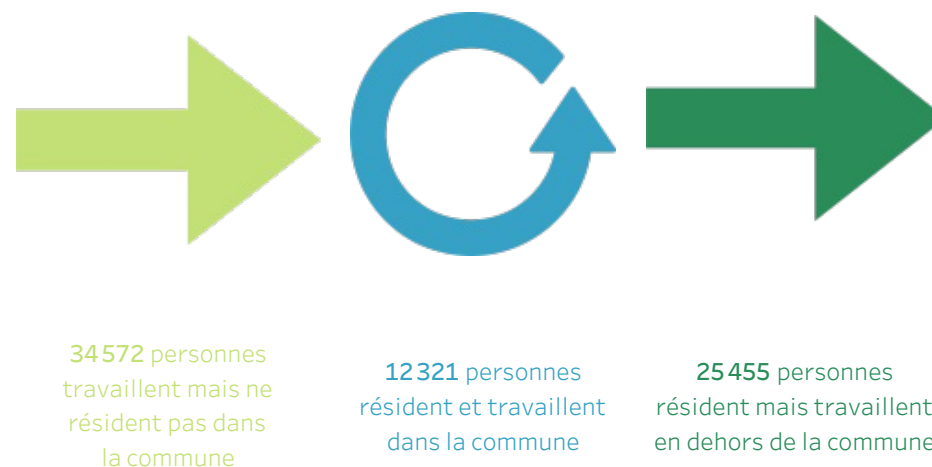 34 572 personnes
travaillent mais ne
résident pas dans
la commune
12 321 personnes
résident et travaillent
dans la commune
25 455 personnes
résident mais travaillent
en dehors de la commune